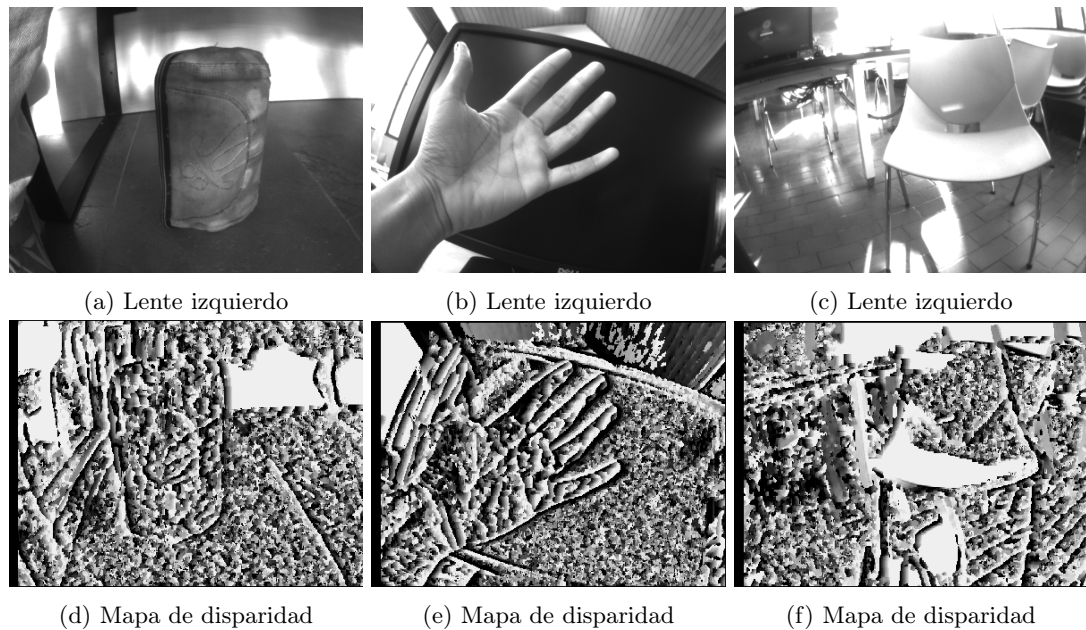 (a) Lente izquierdo
(b) Lente izquierdo
(c) Lente izquierdo
(d) Mapa de disparidad
(e) Mapa de disparidad
(f) Mapa de disparidad